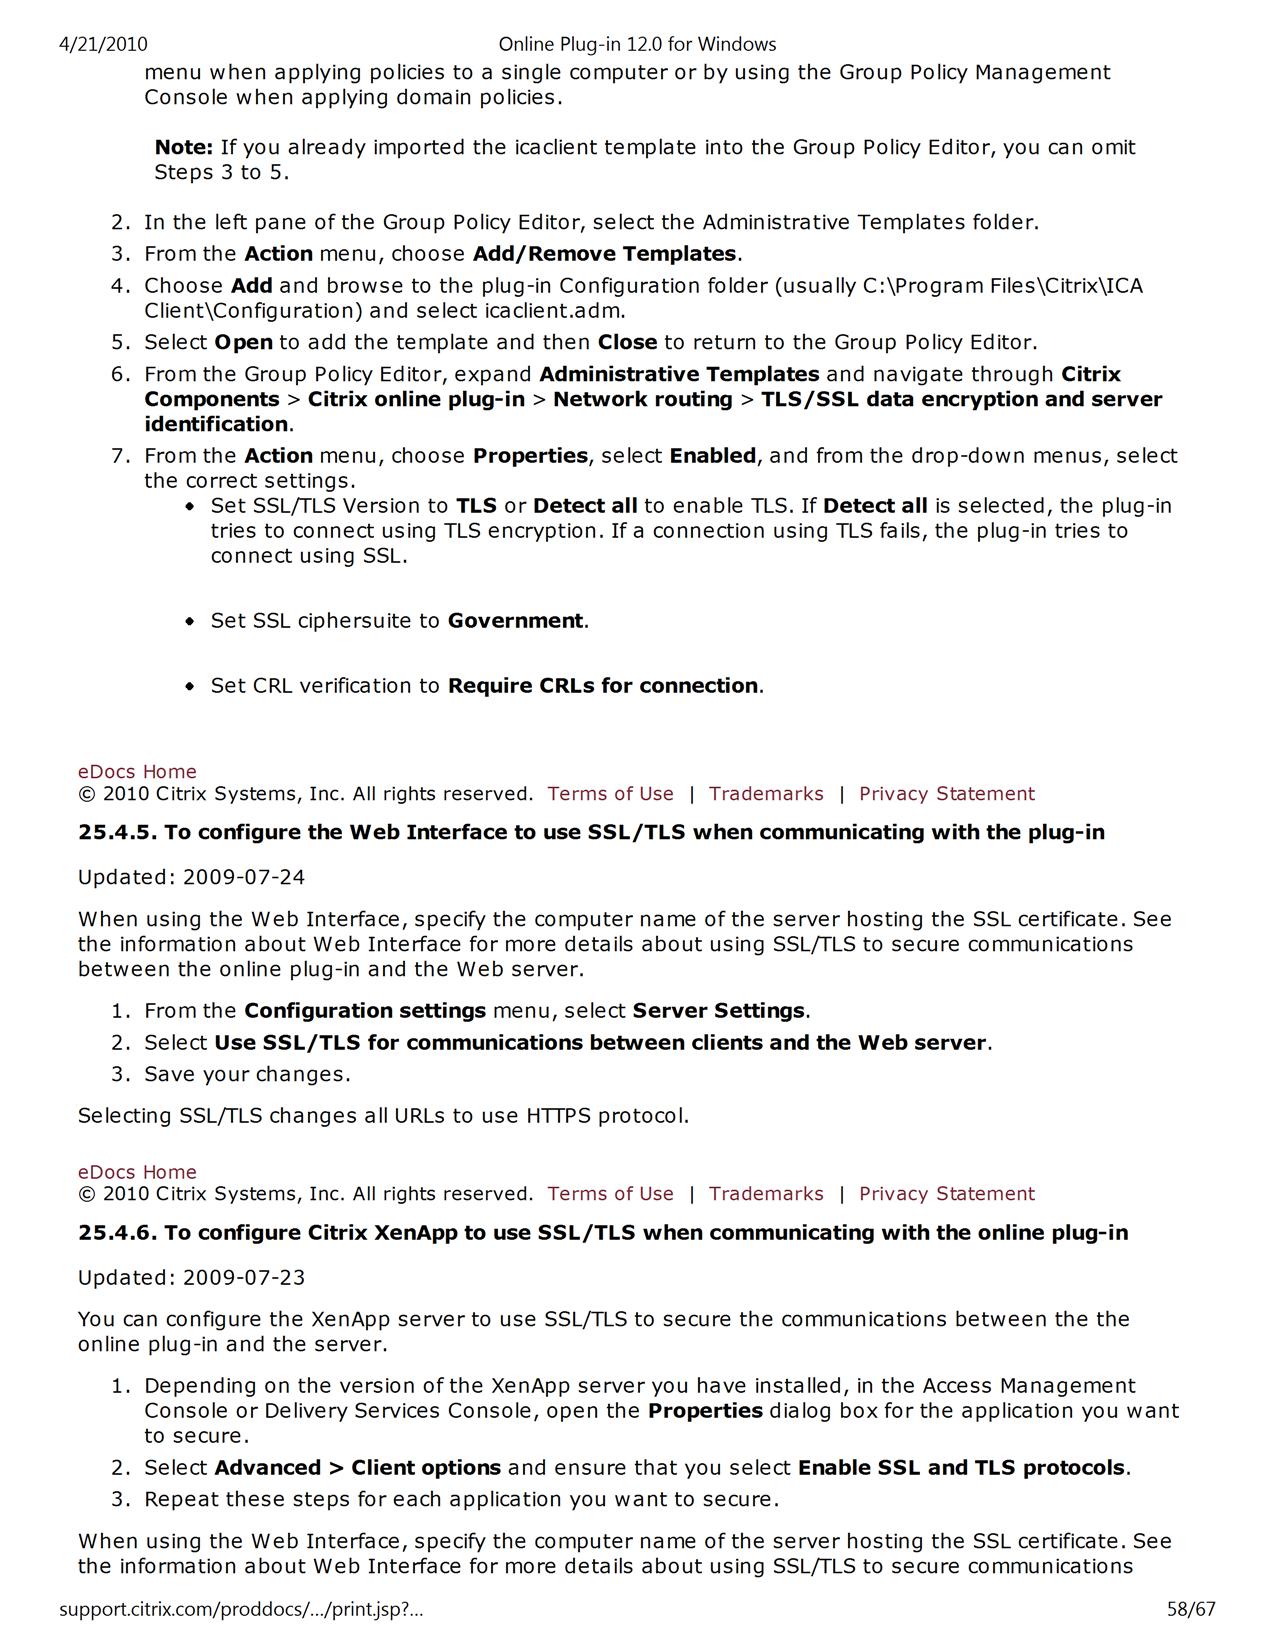 4/21/2010 Online Plug-in 12.0 for Windows
menu when applying policies to a single computer or by using the Group Policy Management
Console when applying domain policies.
Note: If you already imported the icaclient template into the Group Policy Editor, you can omit
Steps 3 to 5.
2. In the left pane of the Group Policy Editor, select the Administrative Templates folder.
3. From the Action menu, choose Add/Remove Templates.
4. Choose Add and browse to the plug-in Configuration folder (usually C:\Program Files\Citrix\ICA
Client\Configuration) and select icaclient.adm.
5. Select Open to add the template and then Close to return to the Group Policy Editor.
6. From the Group Policy Editor, expand Administrative Templates and navigate through Citrix
Components > Citrix online plug-in > Network routing > TLS/SSL data encryption and server
identification.
7. From the Action menu, choose Properties, select Enabled, and from the drop-down menus, select
the correct settings.
• Set SSL/TLS Version to TLS or Detect all to enable TLS. If Detect all is selected, the plug-in
tries to connect using TLS encryption. If a connection using TLS fails, the plug-in tries to
connect using SSL.
• Set SSL ciphersuite to Government.
• Set CRL verification to Require CRLs for connection.
eDocs Home
© 2010 Citrix Systems, Inc. All rights reserved. Terms of Use | Trademarks | Privacy Statement
25.4.5. To configure the Web Interface to use SSL/TLS when communicating with the plug-in
Updated: 2009-07-24
When using the Web Interface, specify the computer name of the server hosting the SSL certificate. See
the information about Web Interface for more details about using SSL/TLS to secure communications
between the online plug-in and the Web server.
1. From the Configuration settings menu, select Server Settings.
2. Select Use SSL/TLS for communications between clients and the Web server.
3. Save your changes.
Selecting SSL/TLS changes all URLs to use HTTPS protocol.
eDocs Home
© 2010 Citrix Systems, Inc. All rights reserved. Terms of Use | Trademarks | Privacy Statement
25.4.6. To configure Citrix XenApp to use SSL/TLS when communicating with the online plug-in
Updated: 2009-07-23
You can configure the XenApp server to use SSL/TLS to secure the communications between the the
online plug-in and the server.
1. Depending on the version of the XenApp server you have installed, in the Access Management
Console or Delivery Services Console, open the Properties dialog box for the application you want
to secure.
2. Select Advanced > Client options and ensure that you select Enable SSL and TLS protocols.
3. Repeat these steps for each application you want to secure.
When using the Web Interface, specify the computer name of the server hosting the SSL certificate. See
the information about Web Interface for more details about using SSL/TLS to secure communications
support.citrix.com/proddocs/.../print.jsp?... 58/67